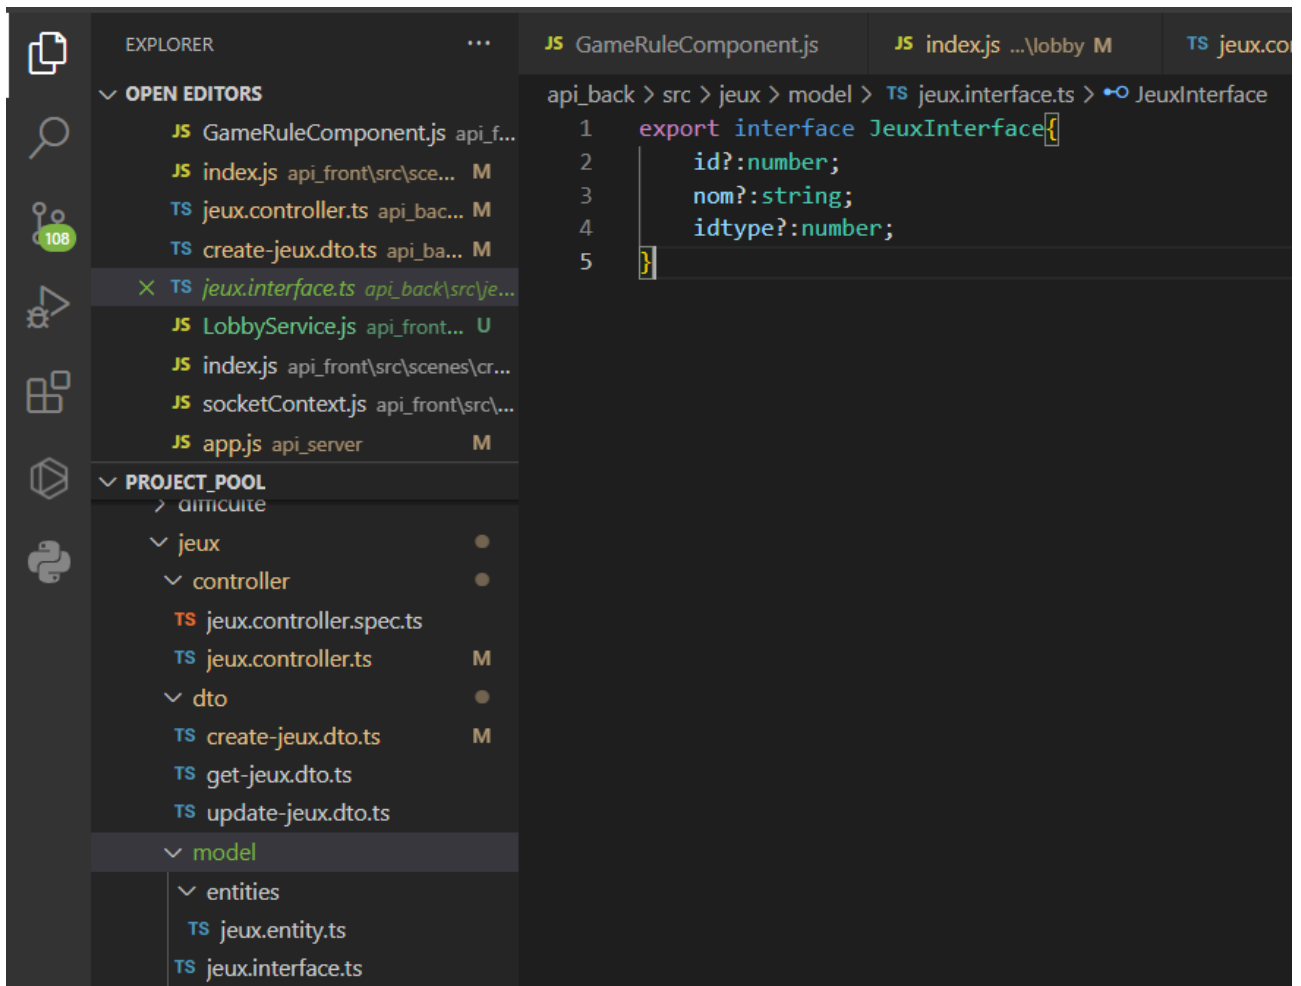 EXPLORER ...
OPEN EDITORS
JS GameRuleComponent.js api_f...
JS index.js api_front\src\sce... M
TS jeux.controller.ts api_bac... M
TS create-jeux.dto.ts api_ba... M
TS jeux.interface.ts api_back\src\je...
JS LobbyService.js api_front... U
JS index.js api_front\src\scenes\cr...
JS socketContext.js api_front\src\...
JS app.js api_server M
108
PROJECT_POOL
difficulte
jeux
controller
TS jeux.controller.spec.ts
TS jeux.controller.ts M
dto
TS create-jeux.dto.ts M
TS get-jeux.dto.ts
TS update-jeux.dto.ts
model
entities
TS jeux.entity.ts
TS jeux.interface.ts
JS GameRuleComponent.js JS index.js ...\lobby M TS jeux.co
api_back > src > jeux > model > TS jeux.interface.ts > JeuxInterface
1 export interface JeuxInterface{
2 id?:number;
3 nom?:string;
4 idtype?:number;
5 }